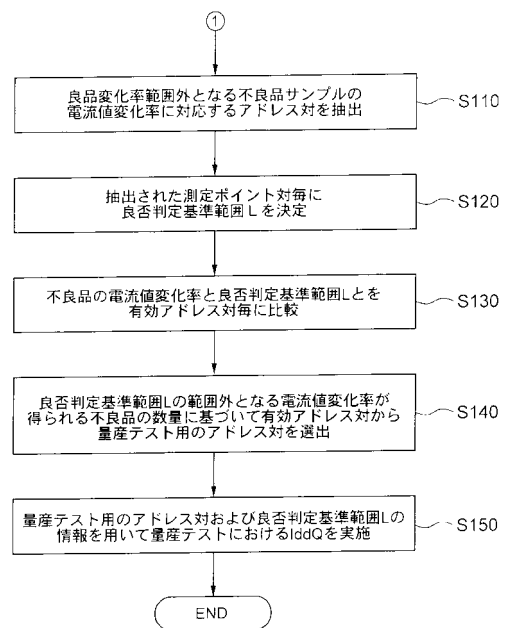 ①
良品変化率範囲外となる不良品サンプルの
電流値変化率に対応するアドレス対を抽出
S110
抽出された測定ポイント対毎に
良否判定基準範囲Lを決定
S120
不良品の電流値変化率と良否判定基準範囲Lとを
有効アドレス対毎に比較
S130
良否判定基準範囲Lの範囲外となる電流値変化率が
得られる不良品の数量に基づいて有効アドレス対から
量産テスト用のアドレス対を選出
S140
量産テスト用のアドレス対および良否判定基準範囲Lの
情報を用いて量産テストにおけるIddQを実施
S150
END